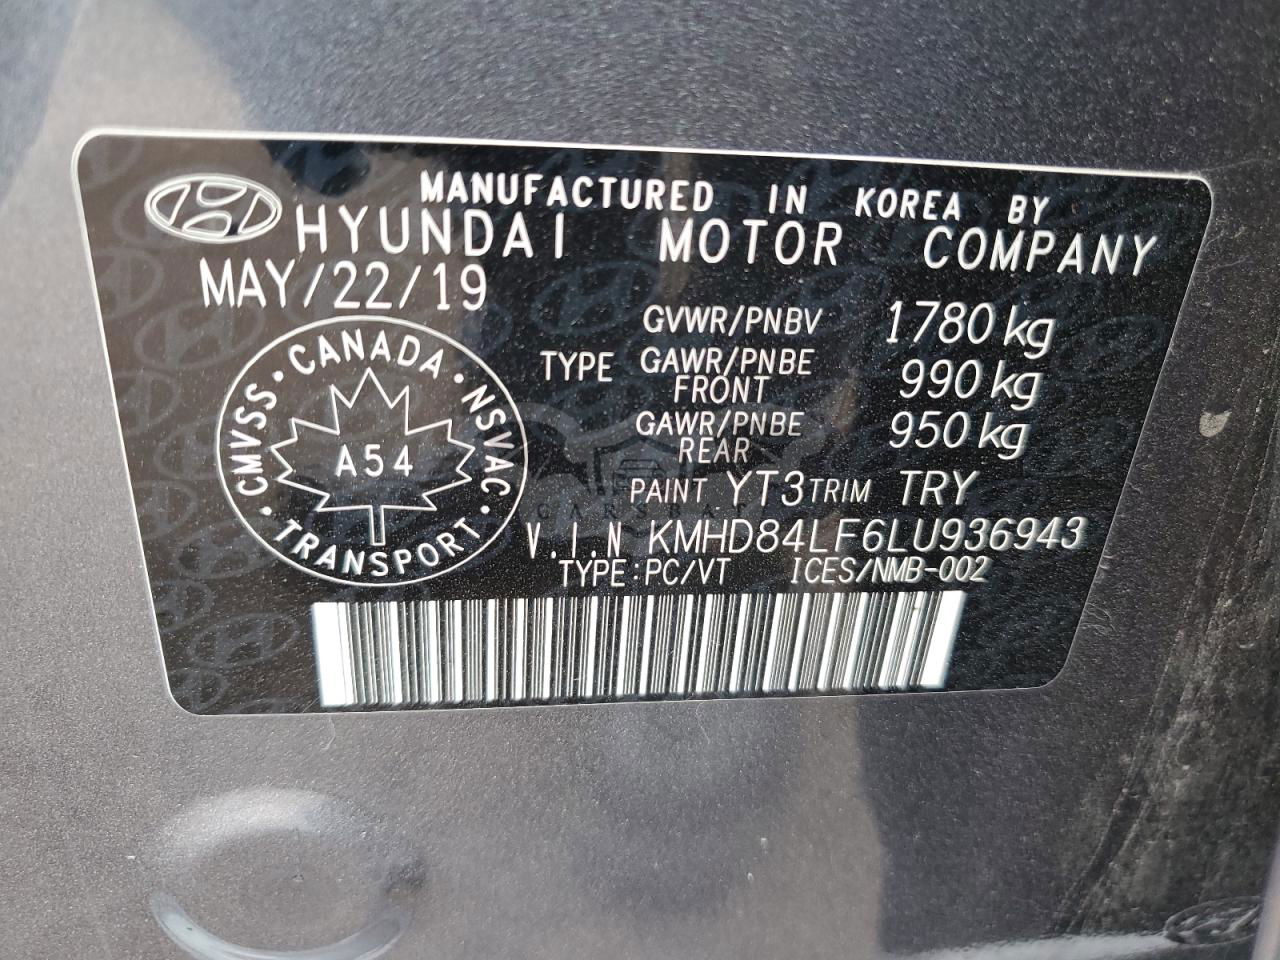 MANUFACTURED IN KOREA BY
HYUNDAI MOTOR COMPANY
MAY/22/19
GVWR/PNBV 1780 kg
TYPE GAWR/PNBE FRONT 990 kg
GAWR/PNBE REAR 950 kg
CMVSS · CANADA · NSVAC · TRANSPORT ·
A54
PAINT YT3 TRIM TRY
CARSBAF
V.I.N KMHD84LF6LU936943
TYPE:PC/VT ICES/NMB-002